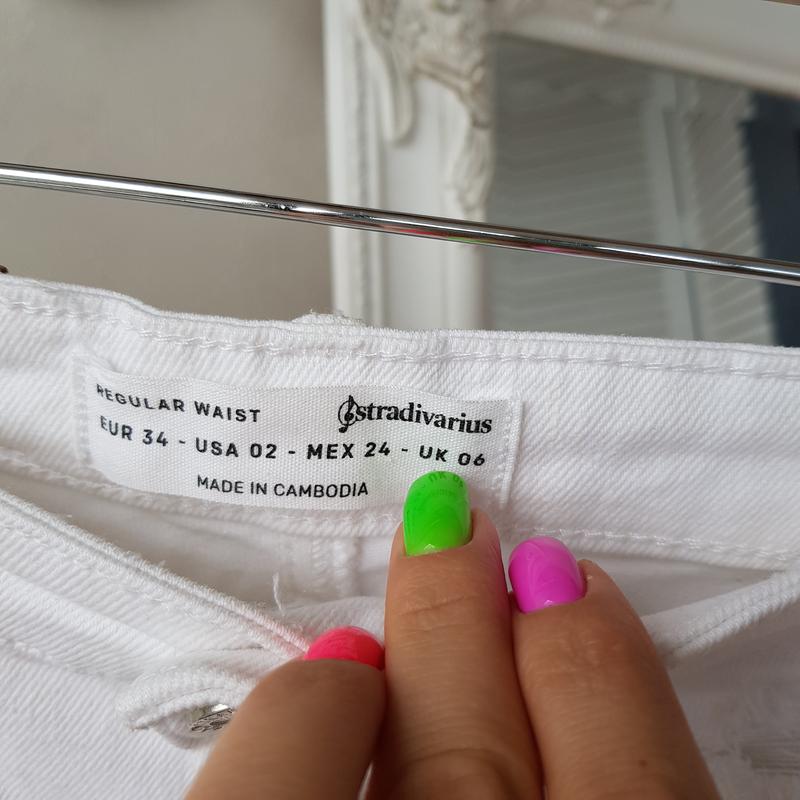 REGULAR WAIST stradivarius
EUR 34 - USA 02 - MEX 24 - UK 06
MADE IN CAMBODIA